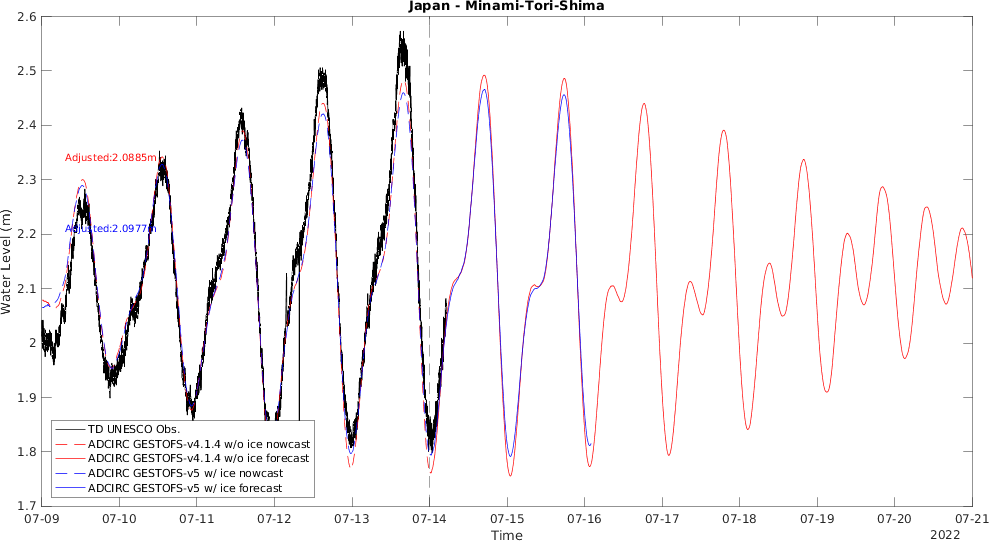 Japan - Minami-Tori-Shima
2.6
2.5
2.4
2.3
2.2
2.1
2
1.9
1.8
1.7
Water Level (m)
Adjusted:2.0885m
Adjusted:2.0977m
TD UNESCO Obs.
ADCIRC GESTOFS-v4.1.4 w/o ice nowcast
ADCIRC GESTOFS-v4.1.4 w/o ice forecast
ADCIRC GESTOFS-v5 w/ ice nowcast
ADCIRC GESTOFS-v5 w/ ice forecast
07-09 07-10 07-11 07-12 07-13 07-14 07-15 07-16 07-17 07-18 07-19 07-20 07-21
Time
2022